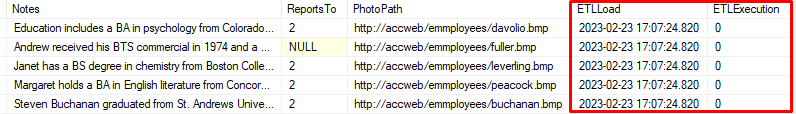 Notes ReportsTo PhotoPath ETLLoad ETLExecution
Education includes a BA in psychology from Colorado... 2 http://accweb/emmployees/davolio.bmp 2023-02-23 17:07:24.820 0
Andrew received his BTS commercial in 1974 and a ... NULL http://accweb/emmployees/fuller.bmp 2023-02-23 17:07:24.820 0
Janet has a BS degree in chemistry from Boston Colle... 2 http://accweb/emmployees/leverling.bmp 2023-02-23 17:07:24.820 0
Margaret holds a BA in English literature from Concor... 2 http://accweb/emmployees/peacock.bmp 2023-02-23 17:07:24.820 0
Steven Buchanan graduated from St. Andrews Unive... 2 http://accweb/emmployees/buchanan.bmp 2023-02-23 17:07:24.820 0